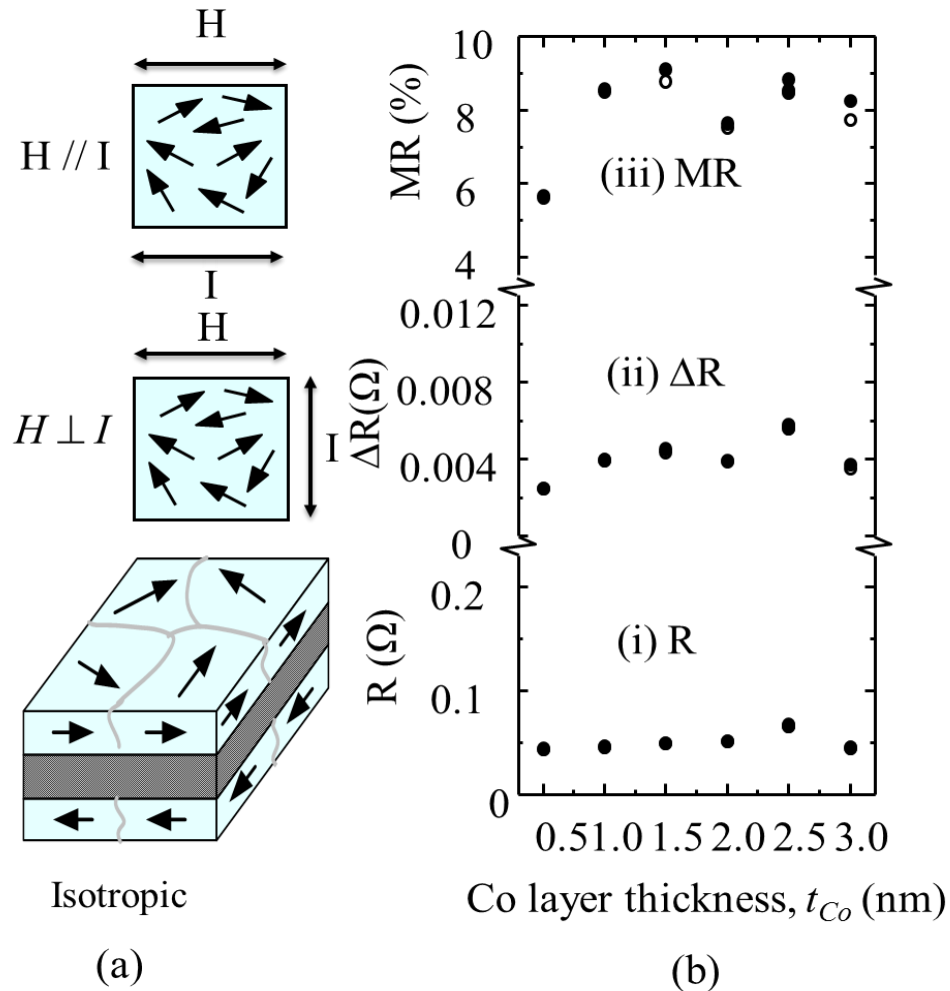 (a)
H
H // I
I
H
H ⊥ I
I
Isotropic
(a)
(b)
10
8
6
4
MR (%)
(iii) MR
0.012
0.008
0.004
0
ΔR(Ω)
(ii) ΔR
0.2
0.1
0
R (Ω)
(i) R
0.5 1.0 1.5 2.0 2.5 3.0
Co layer thickness, tCo (nm)
(b)